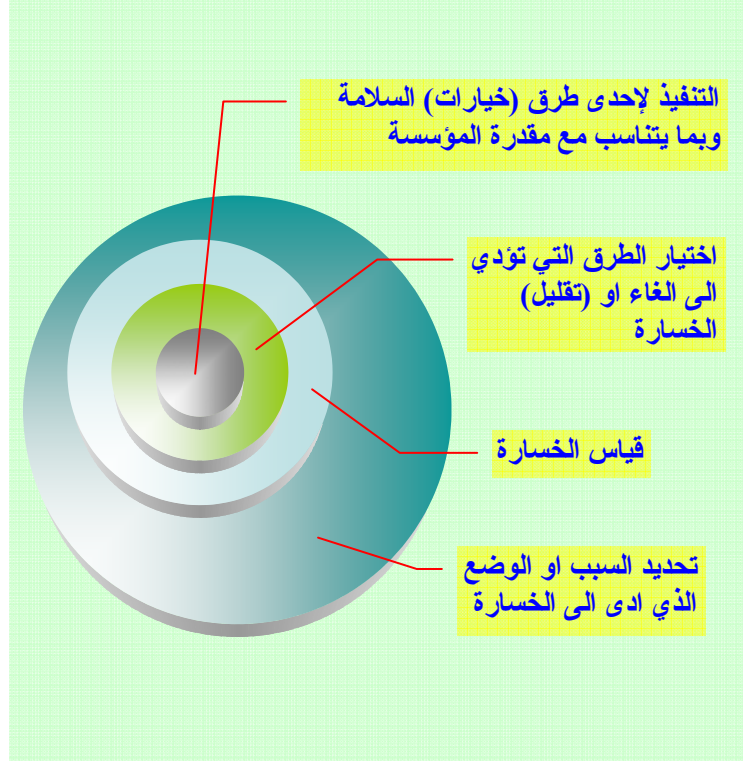 التنفيذ لإحدى طرق (خيارات) السلامة
وبما يتناسب مع مقدرة المؤسسة
اختيار الطرق التي تؤدي
الى الغاء او (تقليل)
الخسارة
قياس الخسارة
تحديد السبب او الوضع
الذي ادى الى الخسارة